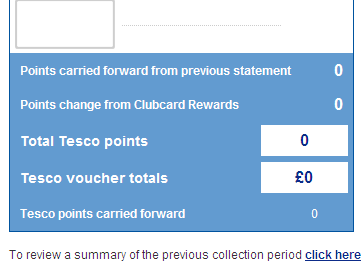 Points carried forward from previous statement 0
Points change from Clubcard Rewards 0
Total Tesco points 0
Tesco voucher totals £0
Tesco points carried forward 0
To review a summary of the previous collection period click here